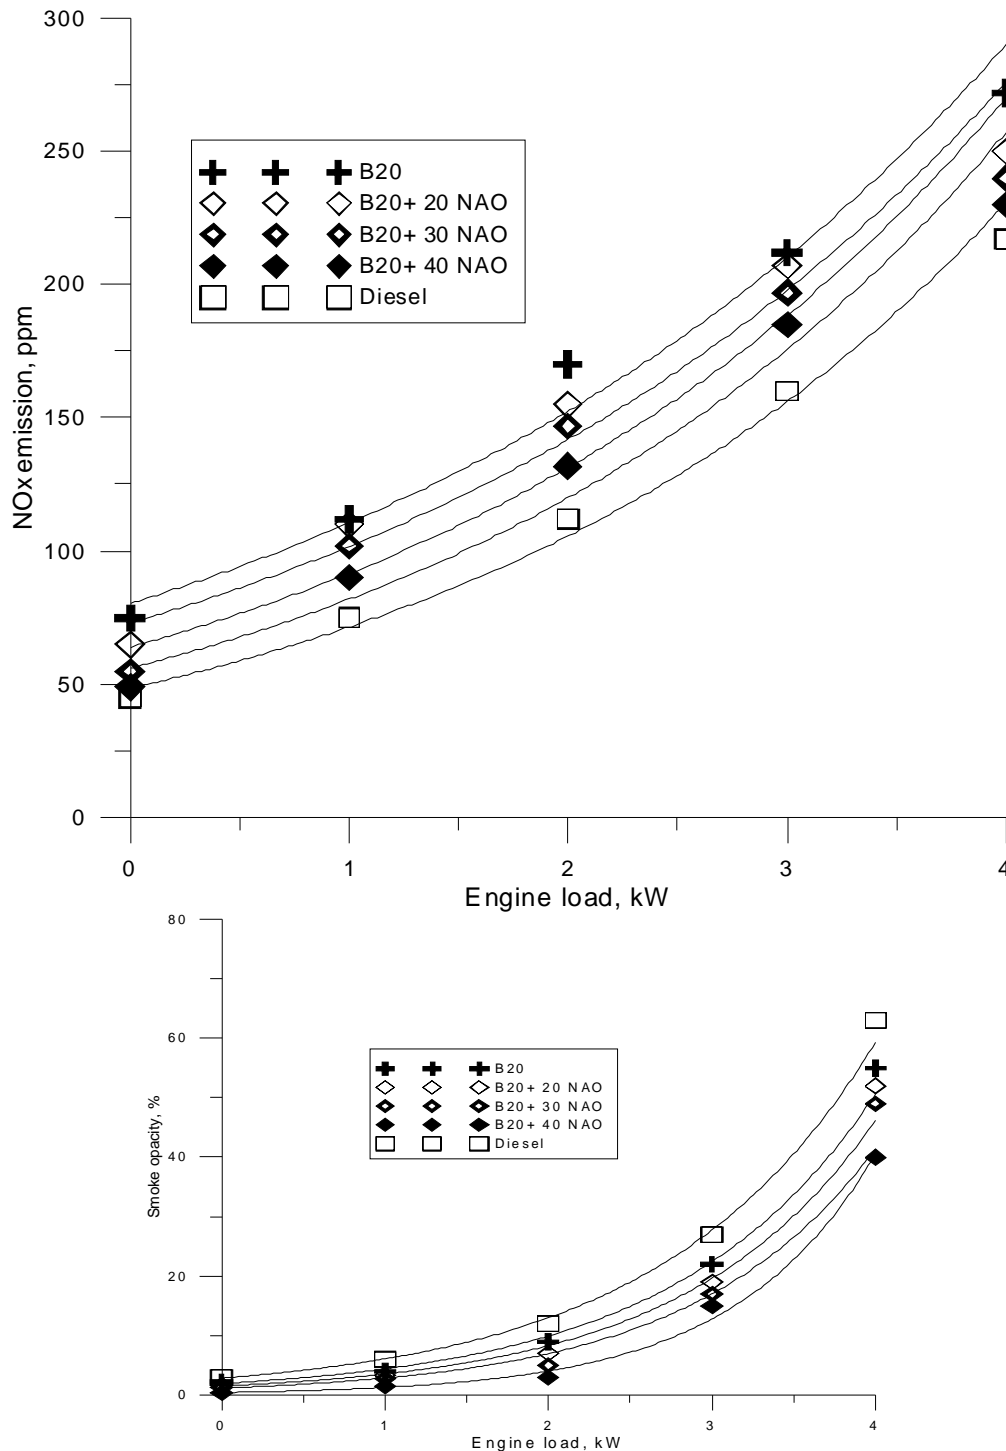 300
250
200
150
100
50
0
NOx emission, ppm
B20
B20+ 20 NAO
B20+ 30 NAO
B20+ 40 NAO
Diesel
0 1 2 3 4
Engine load, kW
80
60
40
20
0
Smoke opacity, %
B20
B20+ 20 NAO
B20+ 30 NAO
B20+ 40 NAO
Diesel
0 1 2 3 4
Engine load, kW